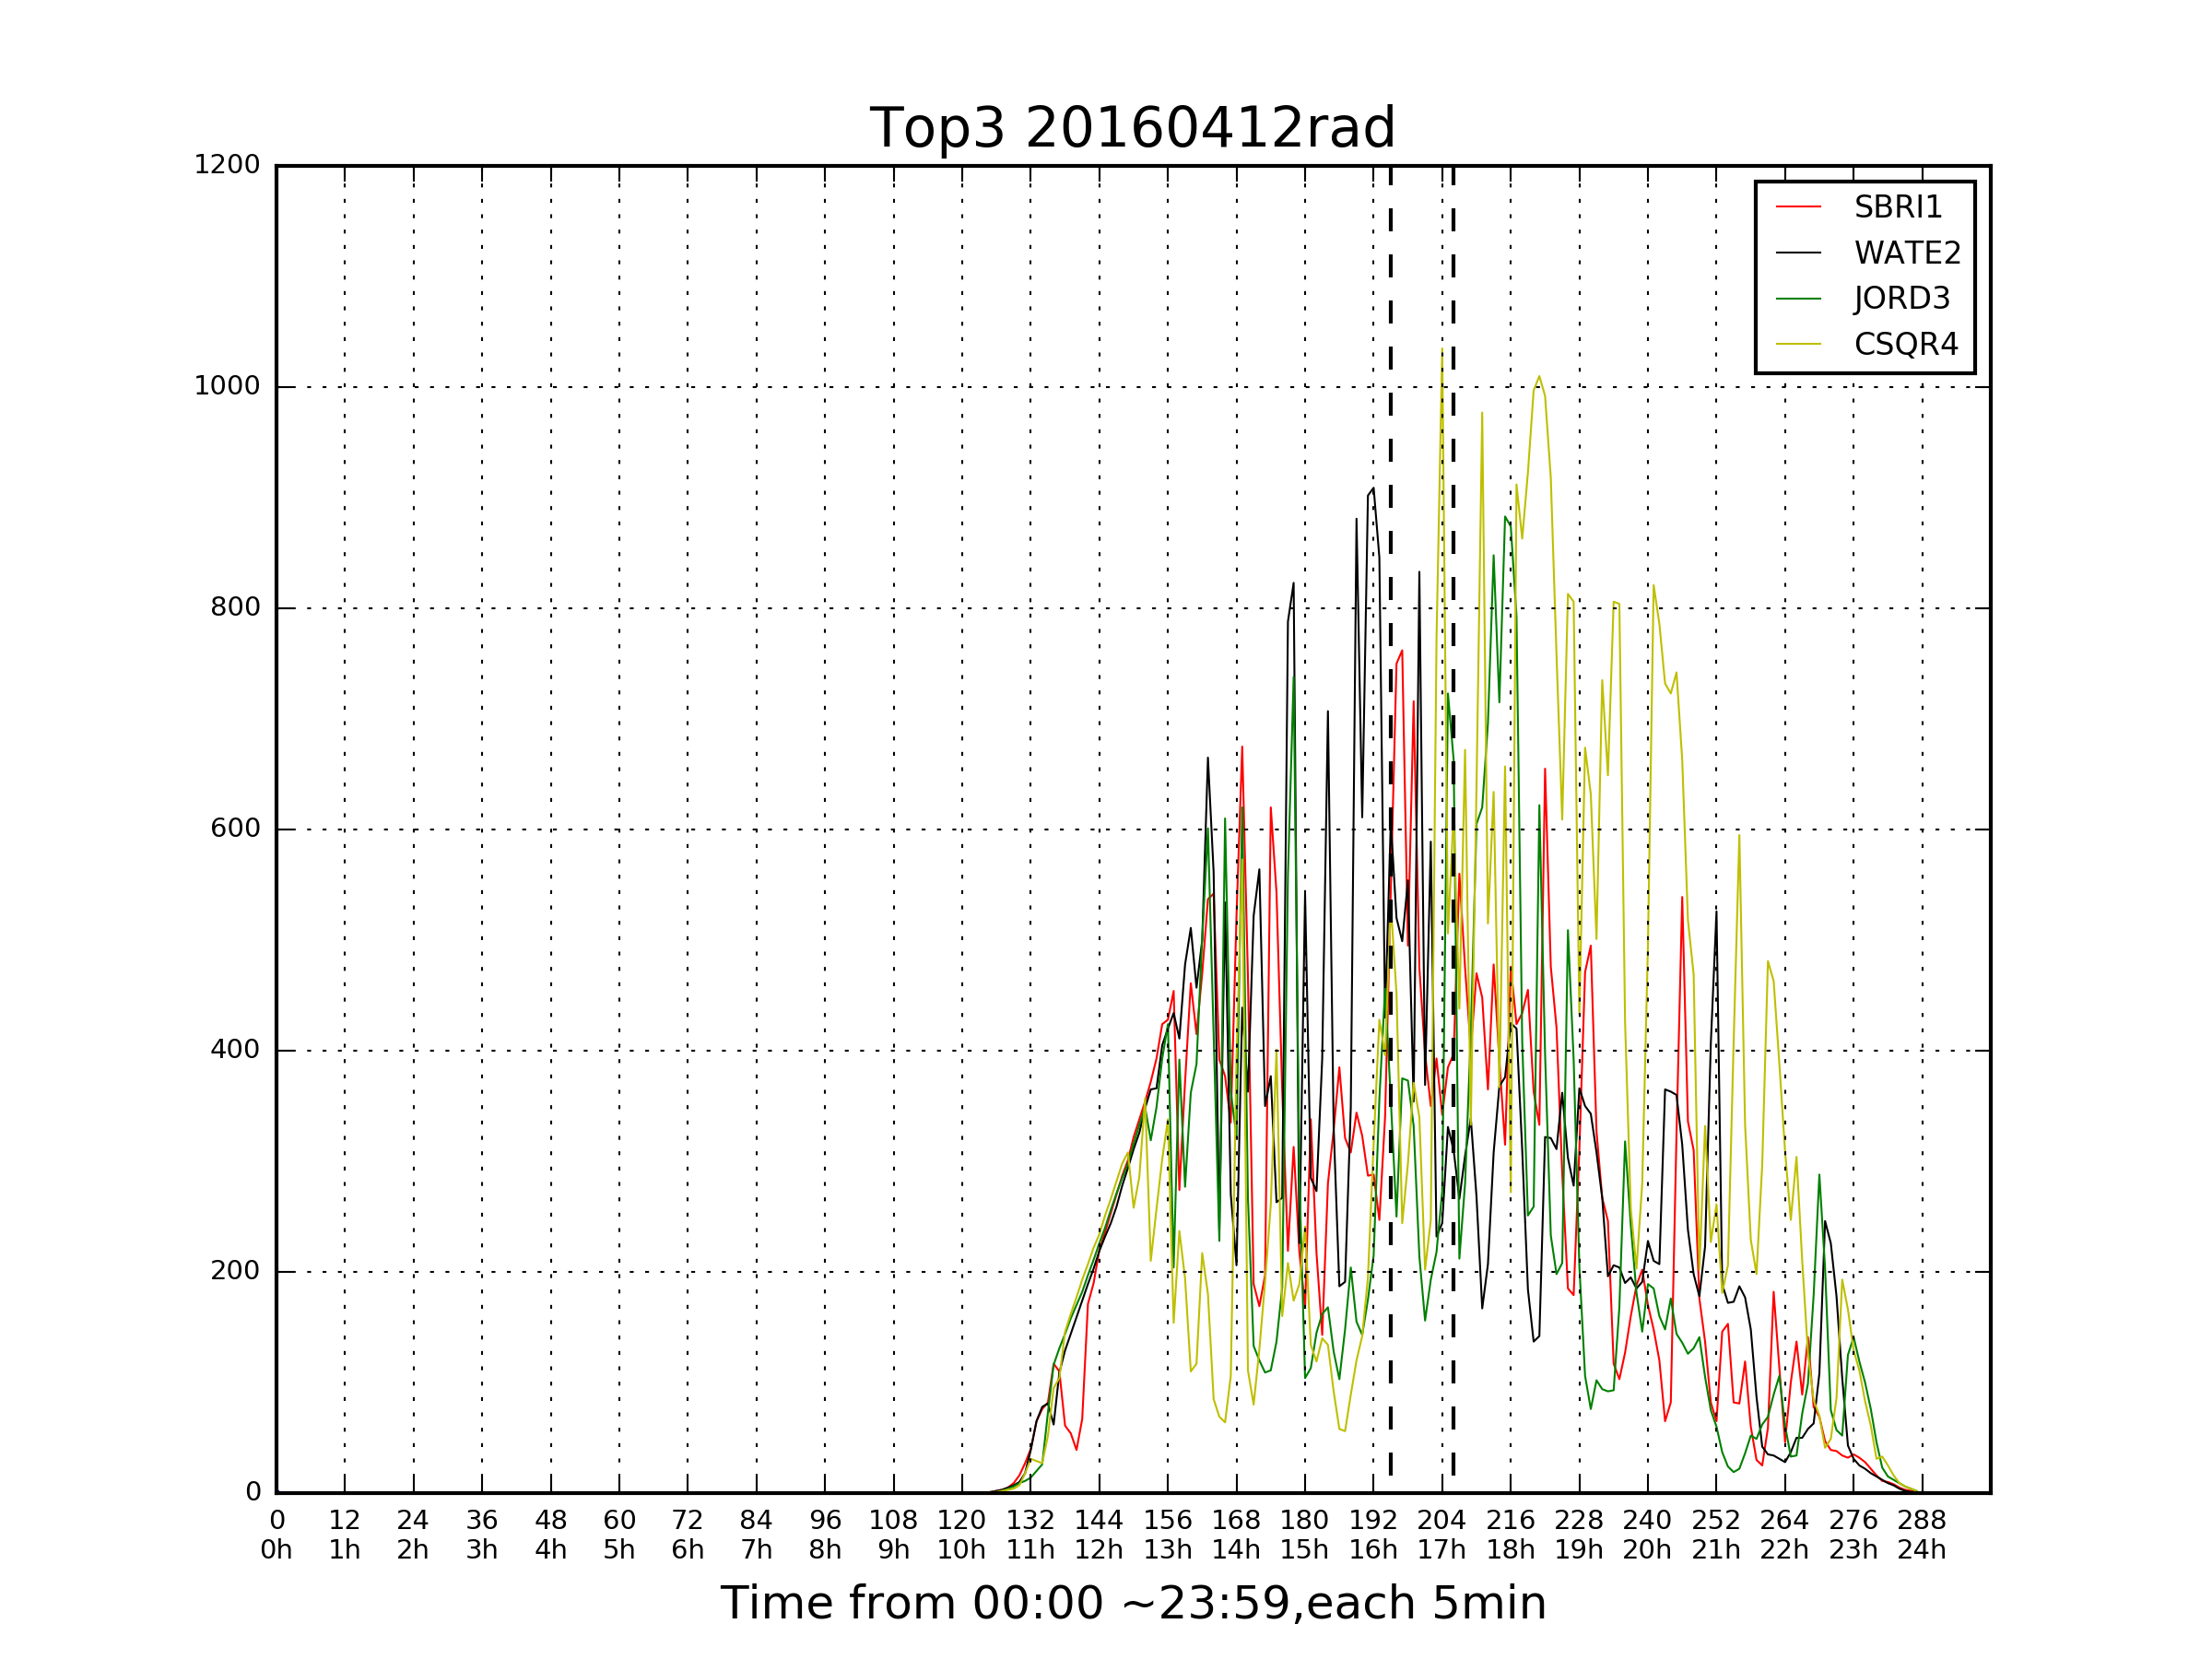 Top3 20160412rad
1200
1000
800
600
400
200
0
SBRI1
WATE2
JORD3
CSQR4
0 12 24 36 48 60 72 84 96 108 120 132 144 156 168 180 192 204 216 228 240 252 264 276 288
0h 1h 2h 3h 4h 5h 6h 7h 8h 9h 10h 11h 12h 13h 14h 15h 16h 17h 18h 19h 20h 21h 22h 23h 24h
Time from 00:00 ~23:59,each 5min